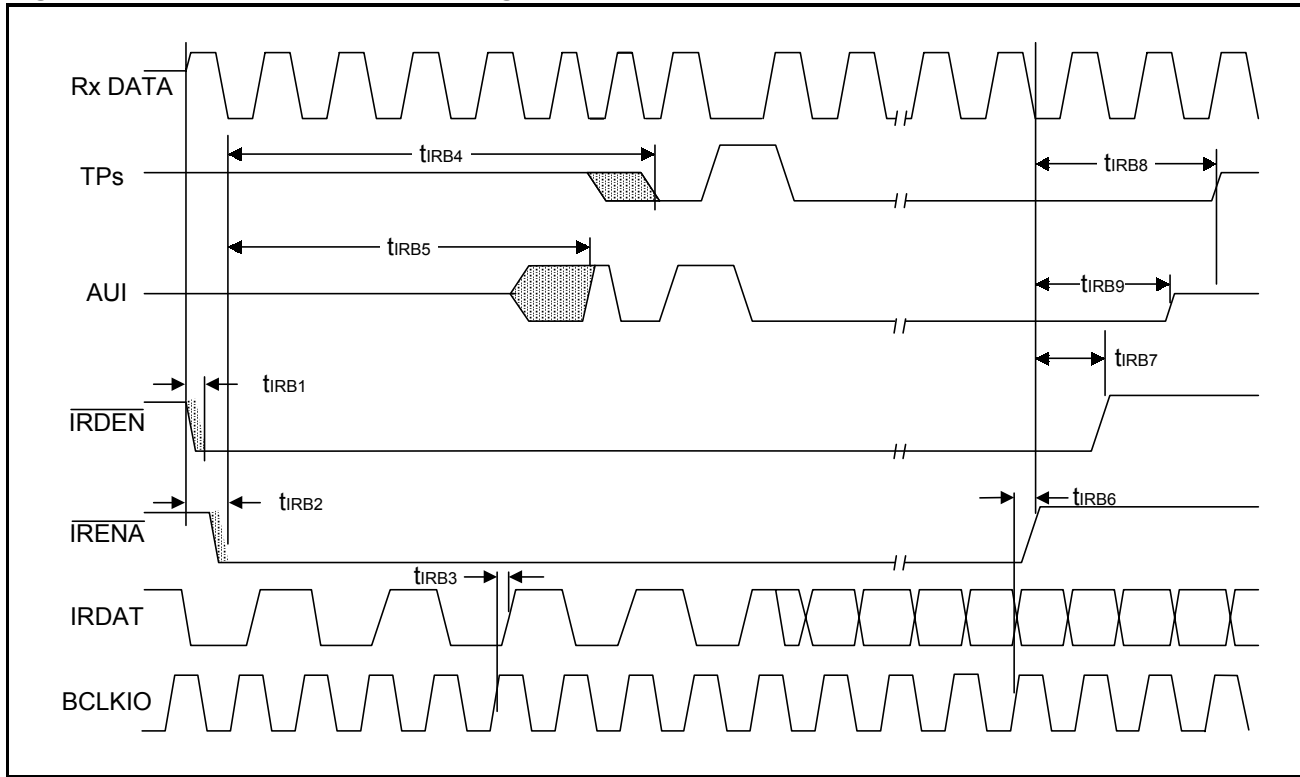 Rx DATA
tIRB4
tIRB8
TPs
tIRB5
tIRB9
AUI
tIRB7
tIRB1
IRDEN
tIRB2
tIRB6
IRENA
tIRB3
IRDAT
BCLKIO